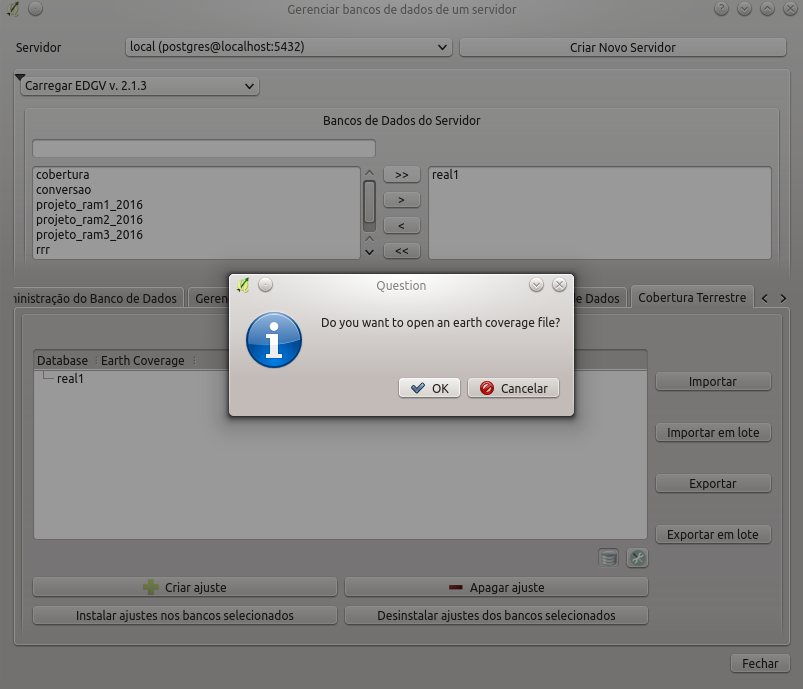 Gerenciar bancos de dados de um servidor
Servidor
local (postgres@localhost:5432)
Criar Novo Servidor
Carregar EDGV v. 2.1.3
Bancos de Dados do Servidor
cobertura
conversao
projeto_ram1_2016
projeto_ram2_2016
projeto_ram3_2016
rrr
>>
>
<
<<
real1
inistração do Banco de Dados
Geren
e Dados
Cobertura Terrestre
Question
Do you want to open an earth coverage file?
OK
Cancelar
Database
Earth Coverage
real1
Importar
Importar em lote
Exportar
Exportar em lote
Criar ajuste
Apagar ajuste
Instalar ajustes nos bancos selecionados
Desinstalar ajustes dos bancos selecionados
Fechar